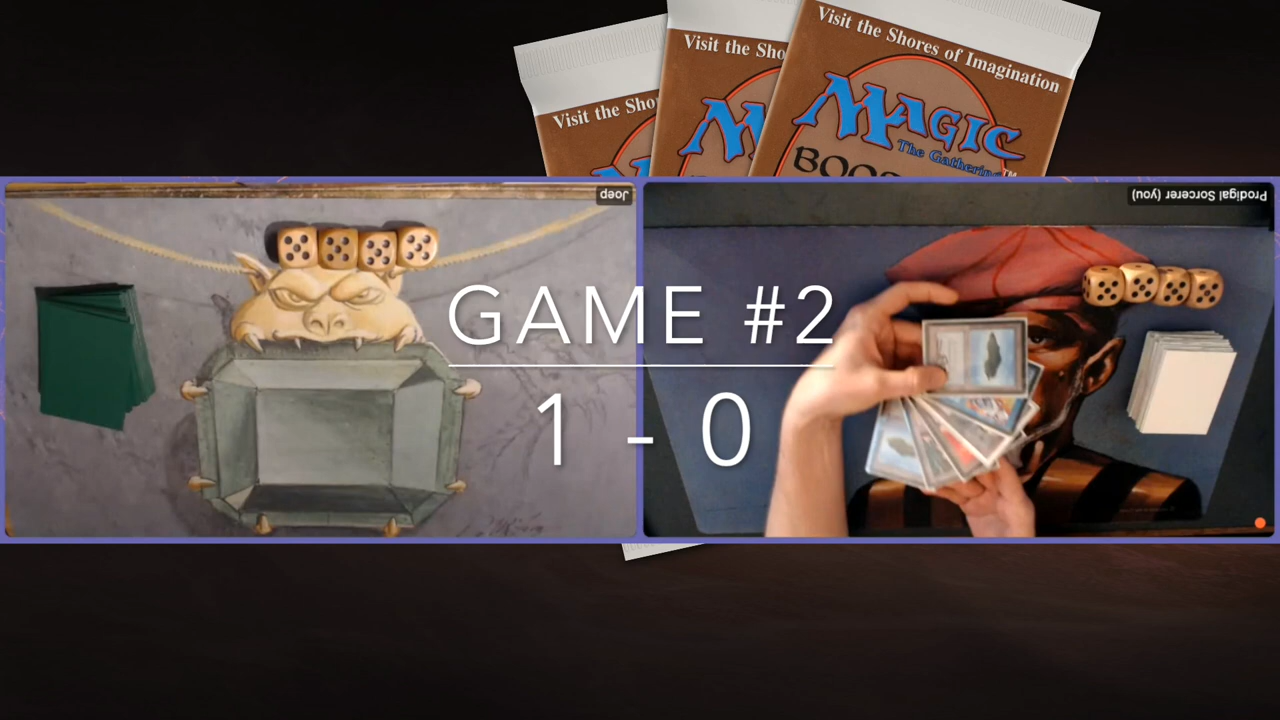 Visit the Shores of Imagination
Visit the Sho
Visit the Sho
MAGIC
The Gathering
BOOS
M
Joep
Prodigal Sorcerer (you)
GAME #2
1 - 0